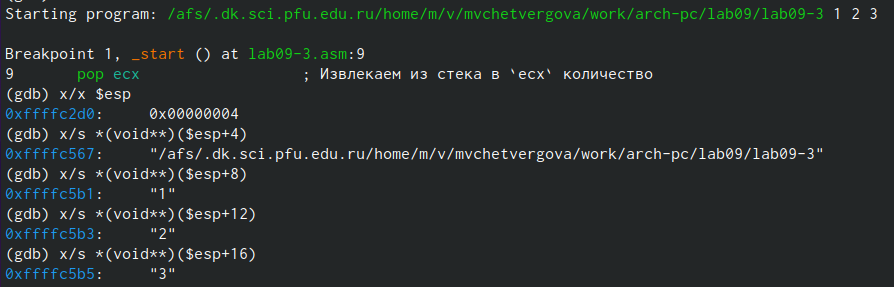 Starting program: /afs/.dk.sci.pfu.edu.ru/home/m/v/mvchetvergova/work/arch-pc/lab09/lab09-3 1 2 3
Breakpoint 1, _start () at lab09-3.asm:9
9 pop ecx ; Извлекаем из стека в `ecx` количество
(gdb) x/x $esp
0xffffc2d0: 0x00000004
(gdb) x/s *(void**)($esp+4)
0xffffc567: "/afs/.dk.sci.pfu.edu.ru/home/m/v/mvchetvergova/work/arch-pc/lab09/lab09-3"
(gdb) x/s *(void**)($esp+8)
0xffffc5b1: "1"
(gdb) x/s *(void**)($esp+12)
0xffffc5b3: "2"
(gdb) x/s *(void**)($esp+16)
0xffffc5b5: "3"